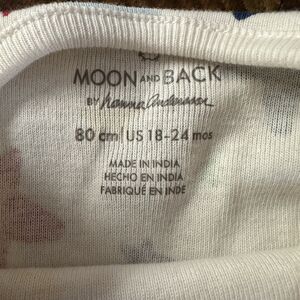 MOON AND BACK
BY hanna andersson
80 cm | US 18-24 mos
MADE IN INDIA
HECHO EN INDIA
FABRIQUÉ EN INDE